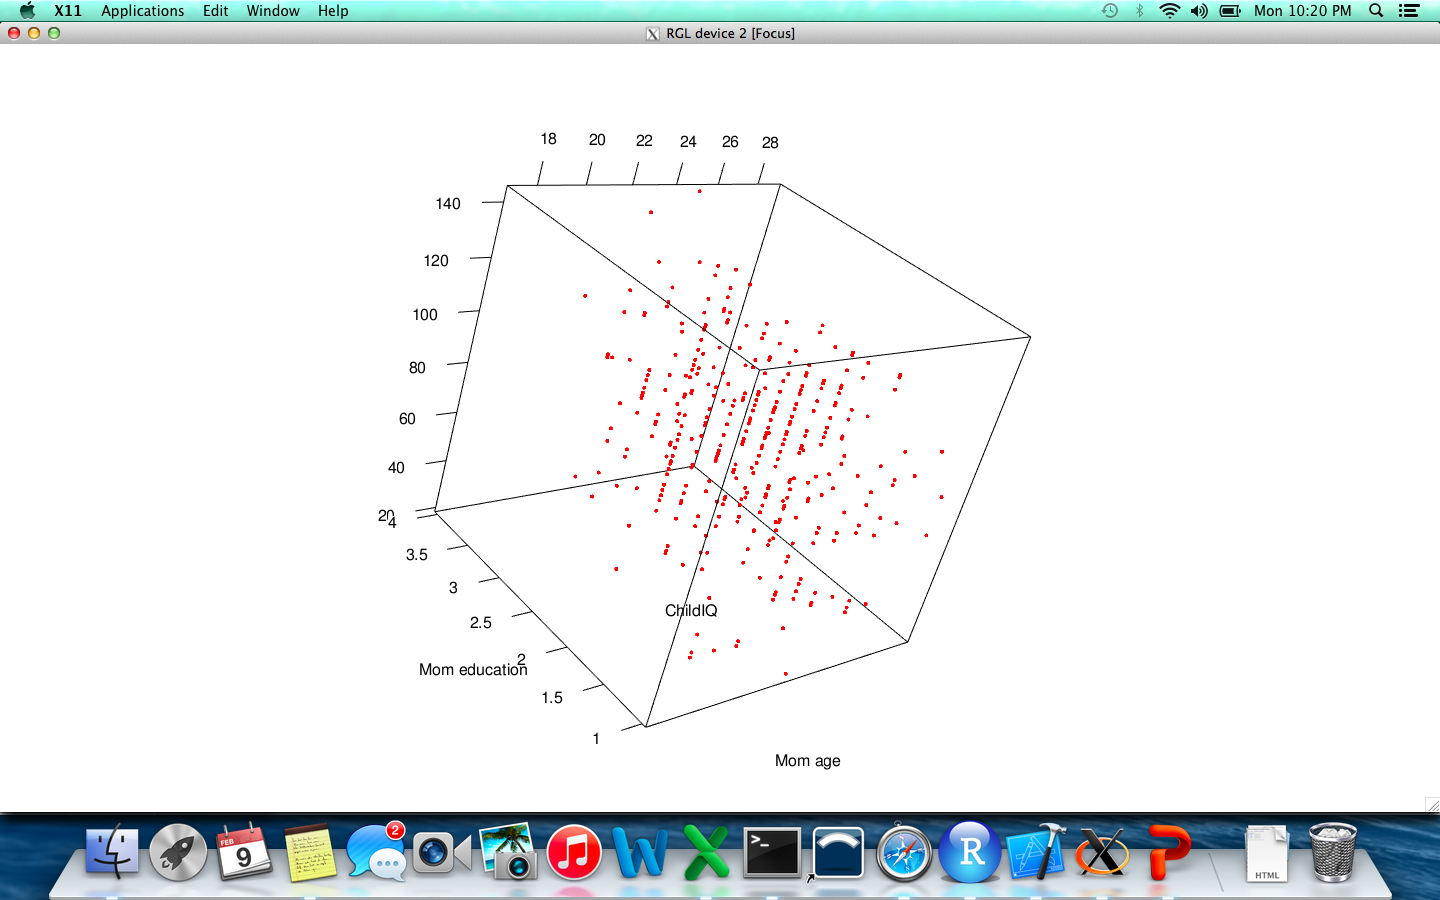 X11 Applications Edit Window Help Mon 10:20 PM
X RGL device 2 [Focus]
18 20 22 24 26 28
140
120
100
80
60
40
20
4
3.5
3
2.5
2
1.5
1
ChildIQ
Mom education
Mom age
FEB
9
2
W
X
>_
R
X
P
HTML